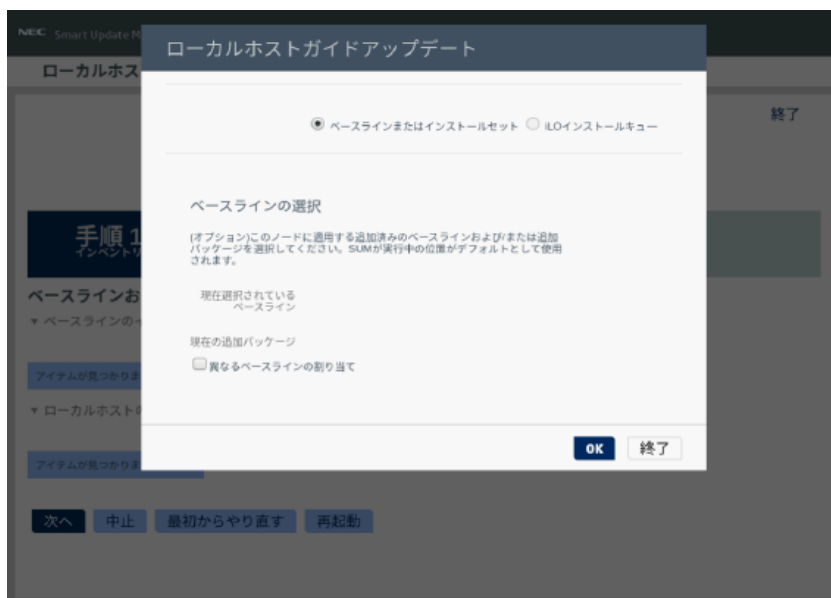 NEC Smart Update M
ローカルホストガイドアップデート
ローカルホス
ベースラインまたはインストールセット iLOインストールキュー
終了
ベースラインの選択
手順 1
インベントリ
(オプション)このノードに適用する追加済みのベースラインおよび/または追加
パッケージを選択してください。SUMが実行中の位置がデフォルトとして使用
されます。
ベースラインお
現在選択されている
ベースライン
▼ ベースラインの
現在の追加パッケージ
異なるベースラインの割り当て
アイテムが見つかりま
▼ ローカルホストの
OK 終了
アイテムが見つかりま
次へ 中止 最初からやり直す 再起動